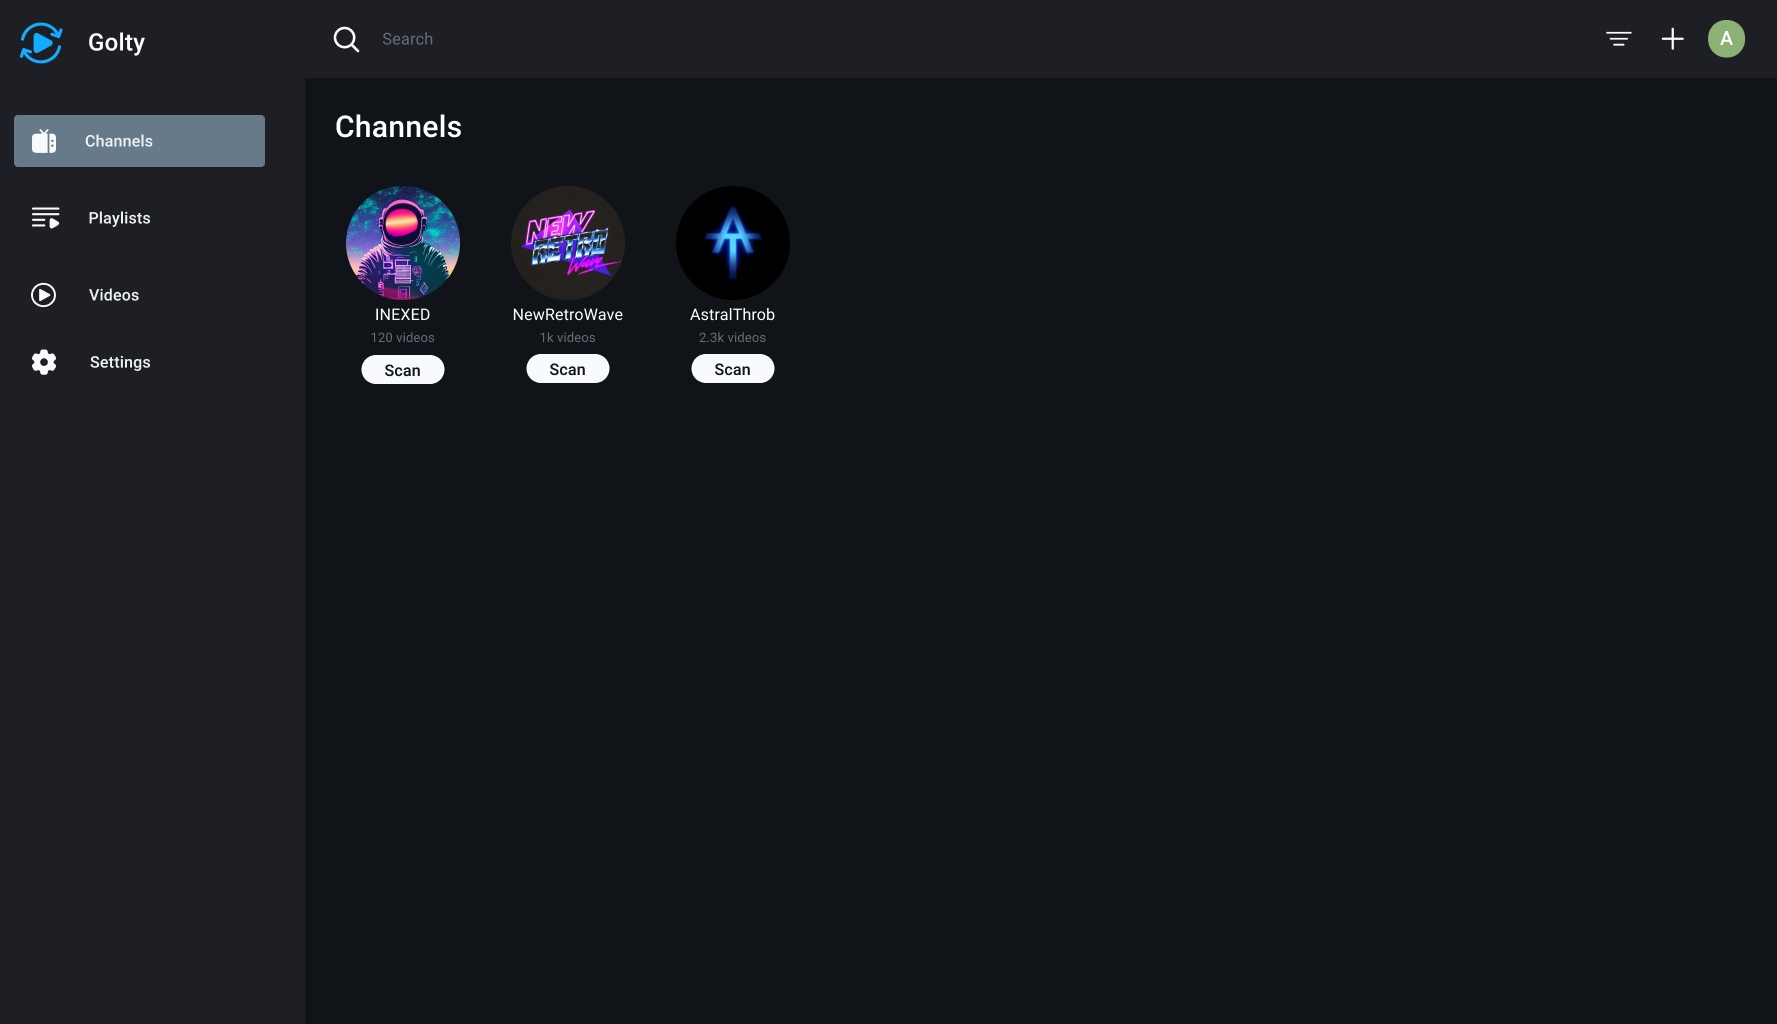 Golty
Search
A
Channels
Playlists
Videos
Settings
Channels
NEW
RETRO
Wave
INEXED
NewRetroWave
AstralThrob
120 videos
1k videos
2.3k videos
Scan
Scan
Scan